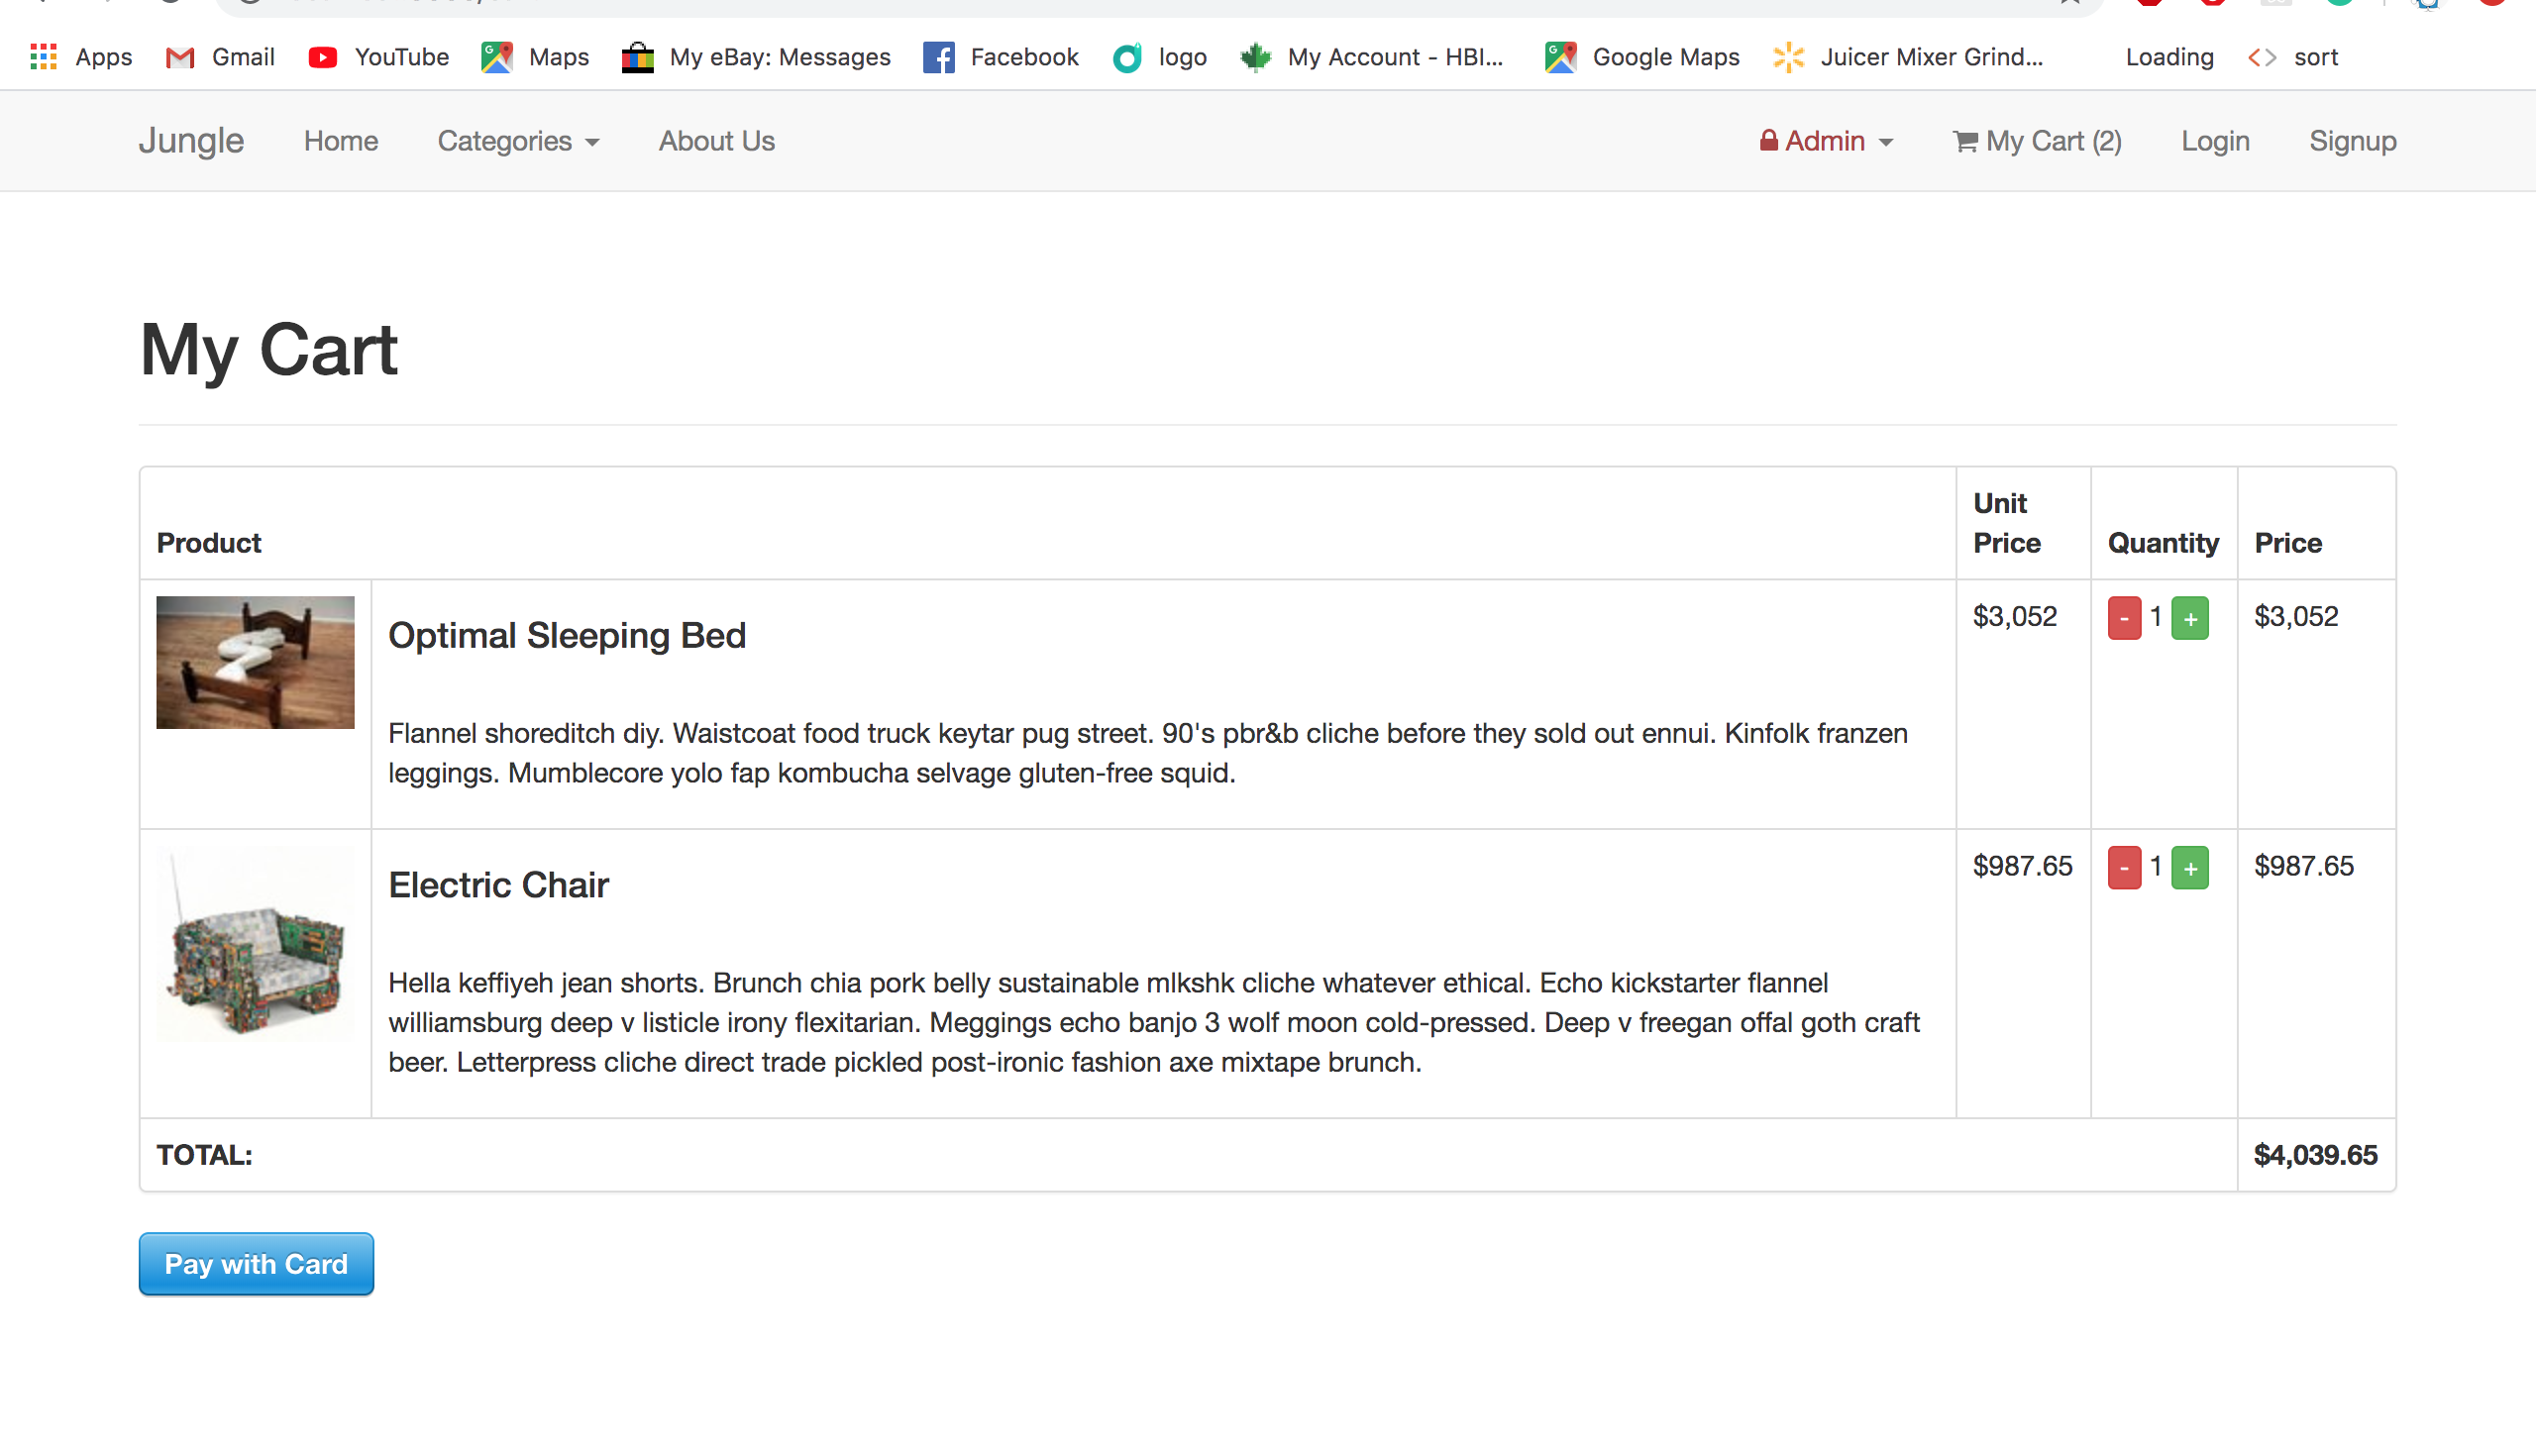 Apps Gmail YouTube Maps My eBay: Messages Facebook logo My Account - HBI... Google Maps Juicer Mixer Grind... Loading <> sort
Jungle Home Categories About Us Admin My Cart (2) Login Signup
My Cart
Product Unit Price Quantity Price
Optimal Sleeping Bed $3,052 - 1 + $3,052
Flannel shoreditch diy. Waistcoat food truck keytar pug street. 90's pbr&b cliche before they sold out ennui. Kinfolk franzen
leggings. Mumblecore yolo fap kombucha selvage gluten-free squid.
Electric Chair $987.65 - 1 + $987.65
Hella keffiyeh jean shorts. Brunch chia pork belly sustainable mlkshk cliche whatever ethical. Echo kickstarter flannel
williamsburg deep v listicle irony flexitarian. Meggings echo banjo 3 wolf moon cold-pressed. Deep v freegan offal goth craft
beer. Letterpress cliche direct trade pickled post-ironic fashion axe mixtape brunch.
TOTAL: $4,039.65
Pay with Card